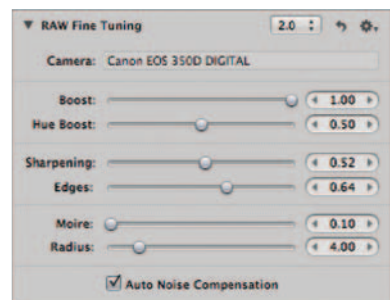 RAW Fine Tuning 2.0
Camera: Canon EOS 350D DIGITAL
Boost: 1.00
Hue Boost: 0.50
Sharpening: 0.52
Edges: 0.64
Moire: 0.10
Radius: 4.00
Auto Noise Compensation